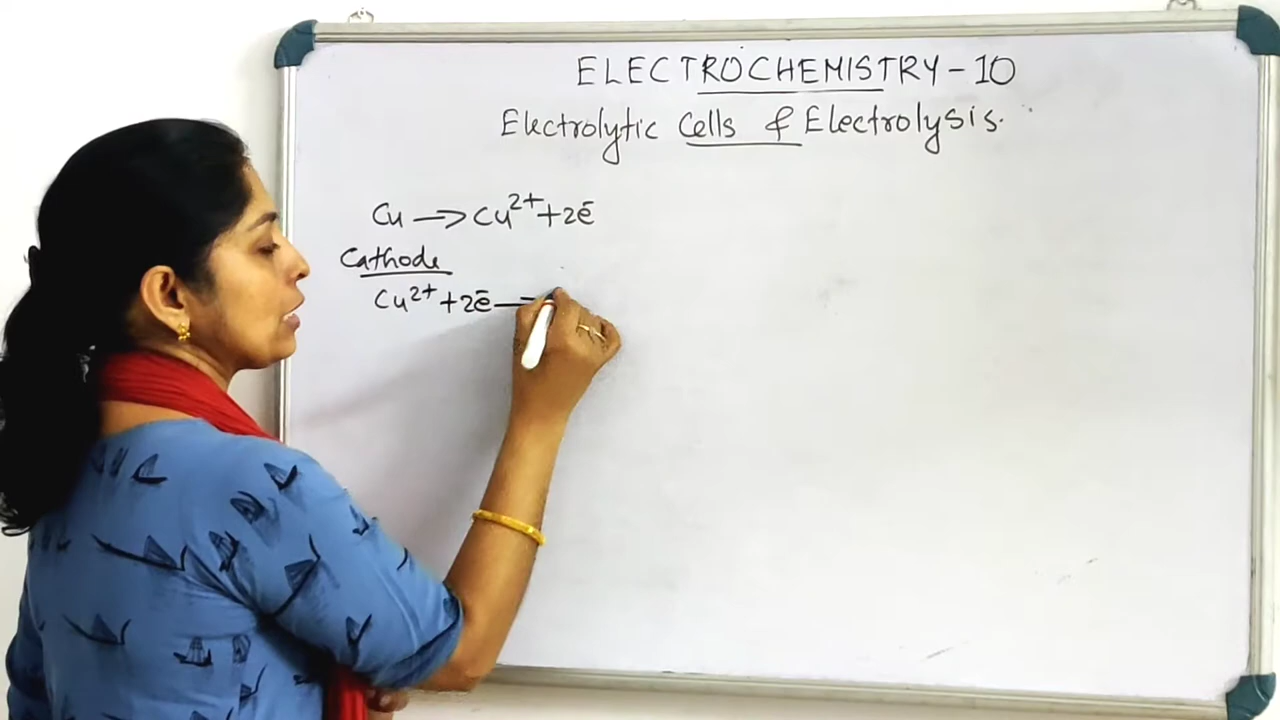 ELECTROCHEMISTRY-10
Electrolytic Cells & Electrolysis.
Cu → Cu²⁺ + 2ē
Cathode
Cu²⁺ + 2ē —